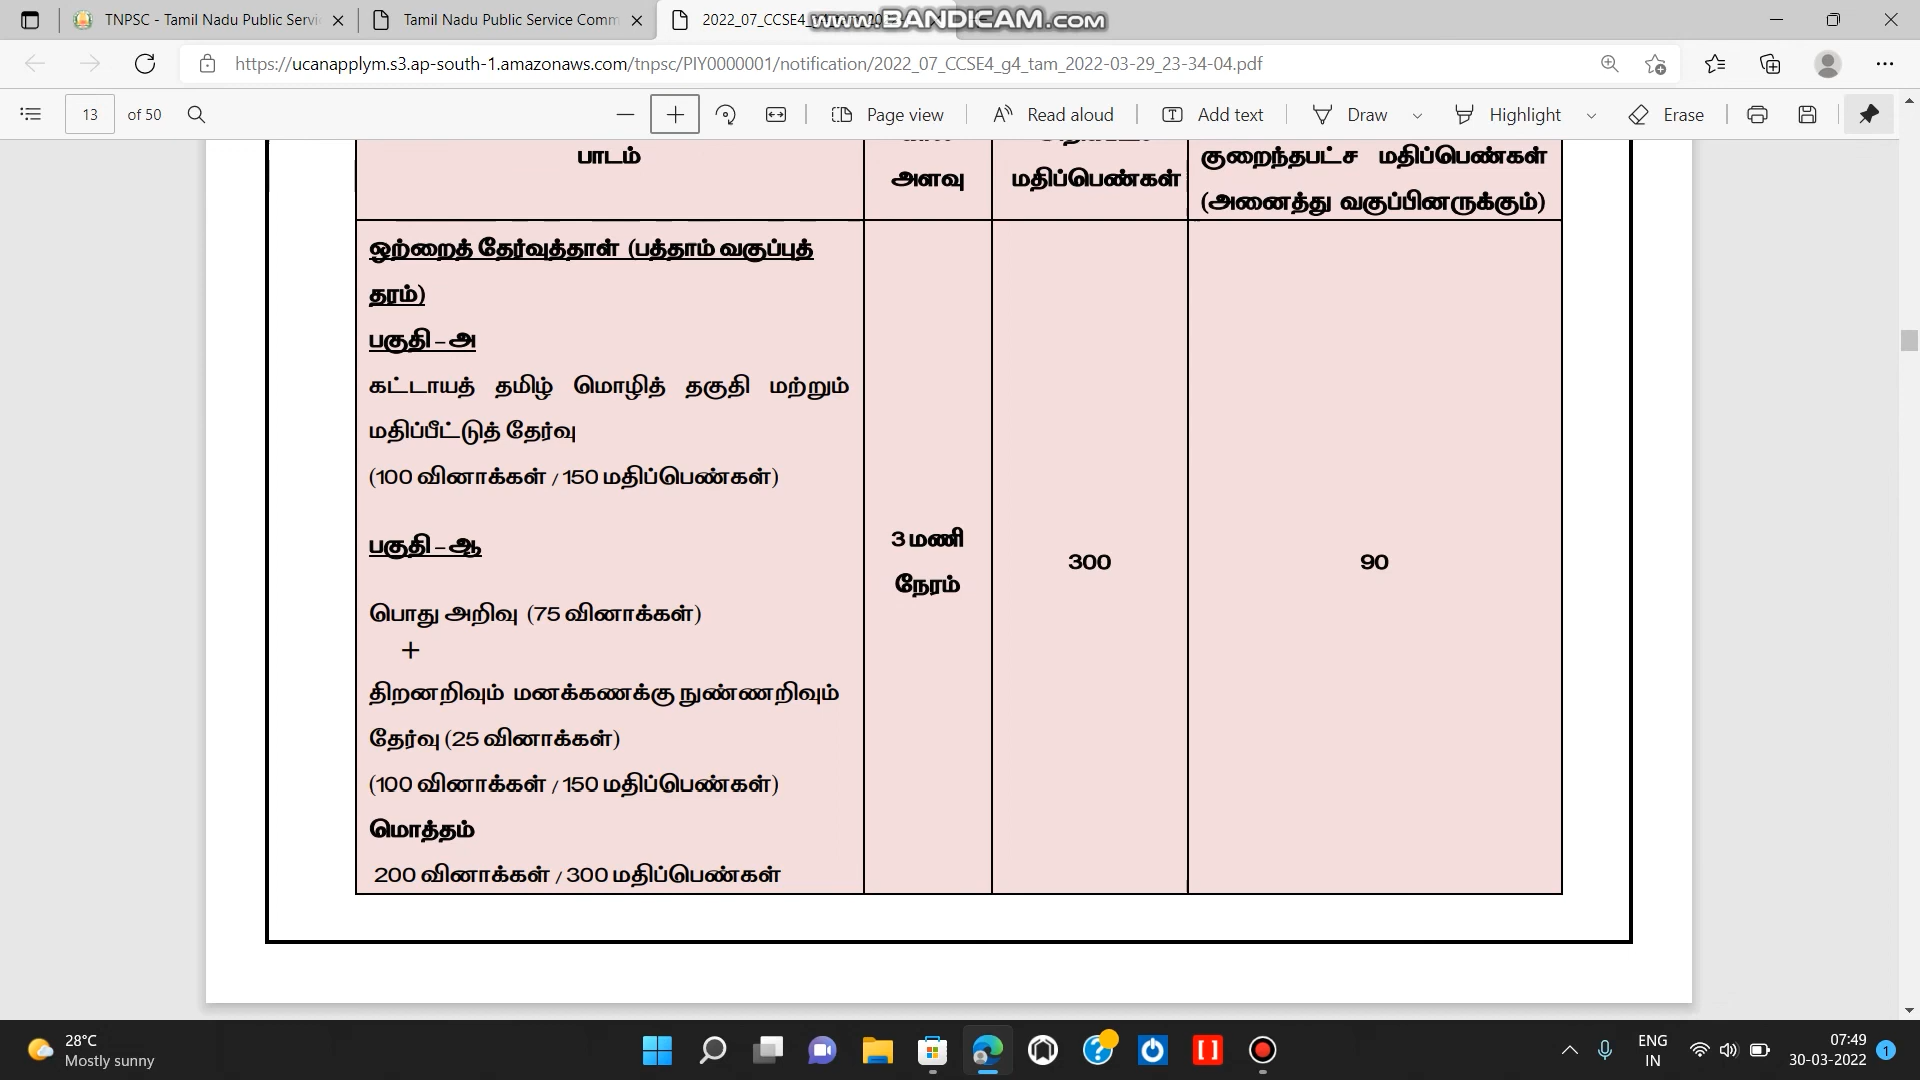 TNPSC - Tamil Nadu Public Servi
Tamil Nadu Public Service Comm
2022_07_CCSE4_
www.BANDICAM.com
https://ucanapplym.s3.ap-south-1.amazonaws.com/tnpsc/PIY0000001/notification/2022_07_CCSE4_g4_tam_2022-03-29_23-34-04.pdf
13 of 50
Page view
Read aloud
Add text
Draw
Highlight
Erase
பாடம்
அளவு
மதிப்பெண்கள்
குறைந்தபட்ச மதிப்பெண்கள்
(அனைத்து வகுப்பினருக்கும்)
ஒற்றைத் தேர்வுத்தாள் (பத்தாம் வகுப்புத்
தரம்)
பகுதி – அ
கட்டாயத் தமிழ் மொழித் தகுதி மற்றும்
மதிப்பீட்டுத் தேர்வு
(100 வினாக்கள் / 150 மதிப்பெண்கள்)
பகுதி – ஆ
பொது அறிவு (75 வினாக்கள்)
+
திறனறிவும் மனக்கணக்கு நுண்ணறிவும்
தேர்வு (25 வினாக்கள்)
(100 வினாக்கள் / 150 மதிப்பெண்கள்)
மொத்தம்
200 வினாக்கள் / 300 மதிப்பெண்கள்
3 மணி
நேரம்
300
90
28°C
Mostly sunny
ENG
IN
07:49
30-03-2022
1